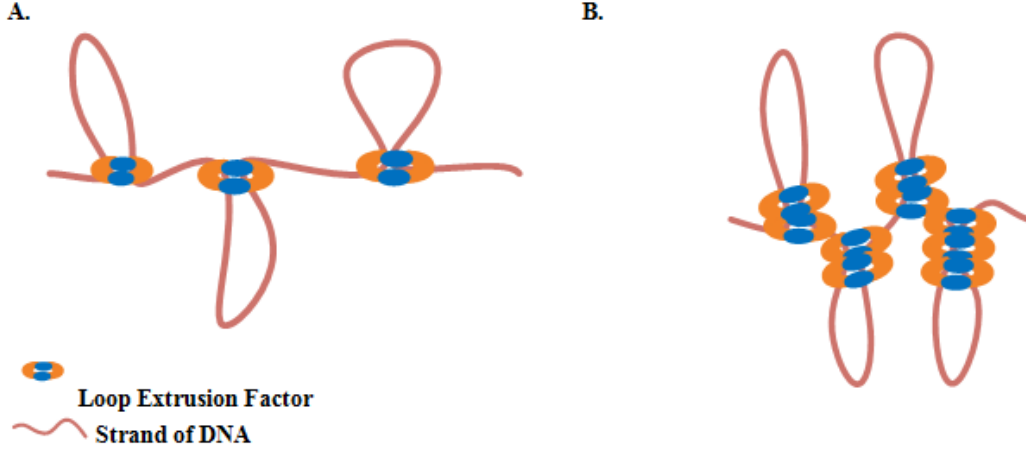 A.
B.
Loop Extrusion Factor
Strand of DNA